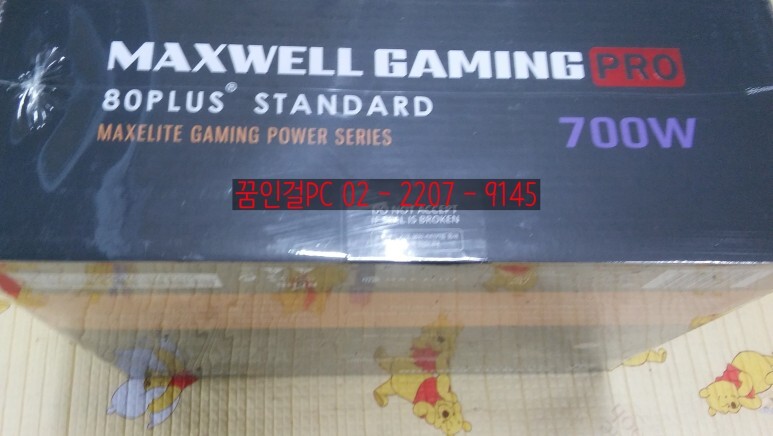 MAXWELL GAMING PRO
80PLUS® STANDARD
MAXELITE GAMING POWER SERIES
700W
꿈인걸PC 02 - 2207 - 9145
DO NOT ACCEPT
IF SEAL IS BROKEN